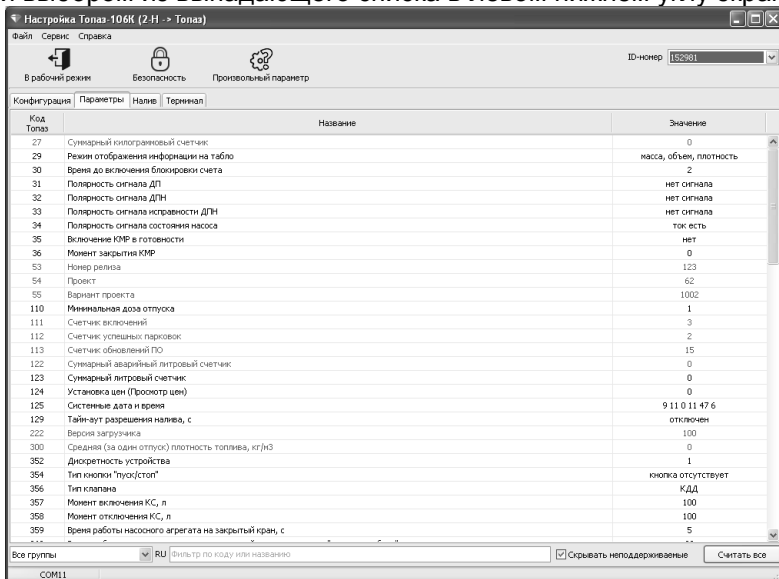 выбором из выпадающего списка в левом нижнем углу экран
Настройка Топаз-106К (2-Н -> Топаз)
Файл Сервис Справка
В рабочий режим Безопасность Произвольный параметр ID-номер 152981
Конфигурация Параметры Налив Терминал
Код Топаз Название Значение
27 Суммарный килограммовый счетчик 0
29 Режим отображения информации на табло масса, объем, плотность
30 Время до включения блокировки счета 2
31 Полярность сигнала ДП нет сигнала
32 Полярность сигнала ДПН нет сигнала
33 Полярность сигнала исправности ДПН нет сигнала
34 Полярность сигнала состояния насоса ток есть
35 Включение КМР в готовности нет
36 Момент закрытия КМР 0
53 Номер релиза 123
54 Проект 62
55 Вариант проекта 1002
110 Минимальная доза отпуска 1
111 Счетчик включений 3
112 Счетчик успешных парковок 2
113 Счетчик обновлений ПО 15
122 Суммарный аварийный литровый счетчик 0
123 Суммарный литровый счетчик 0
124 Установка цен (Просмотр цен) 0
125 Системные дата и время 9 11 0 11 47 6
129 Тайм-аут разрешения налива, с отключен
222 Версия загрузчика 100
300 Средняя (за один отпуск) плотность топлива, кг/м3 0
352 Дискретность устройства 1
354 Тип кнопки "пуск/стоп" кнопка отсутствует
356 Тип клапана КДД
357 Момент включения КС, л 100
358 Момент отключения КС, л 100
359 Время работы насосного агрегата на закрытый кран, с 5
Все группы RU Фильтр по коду или названию Скрывать неподдерживаемые Считать все
COM11